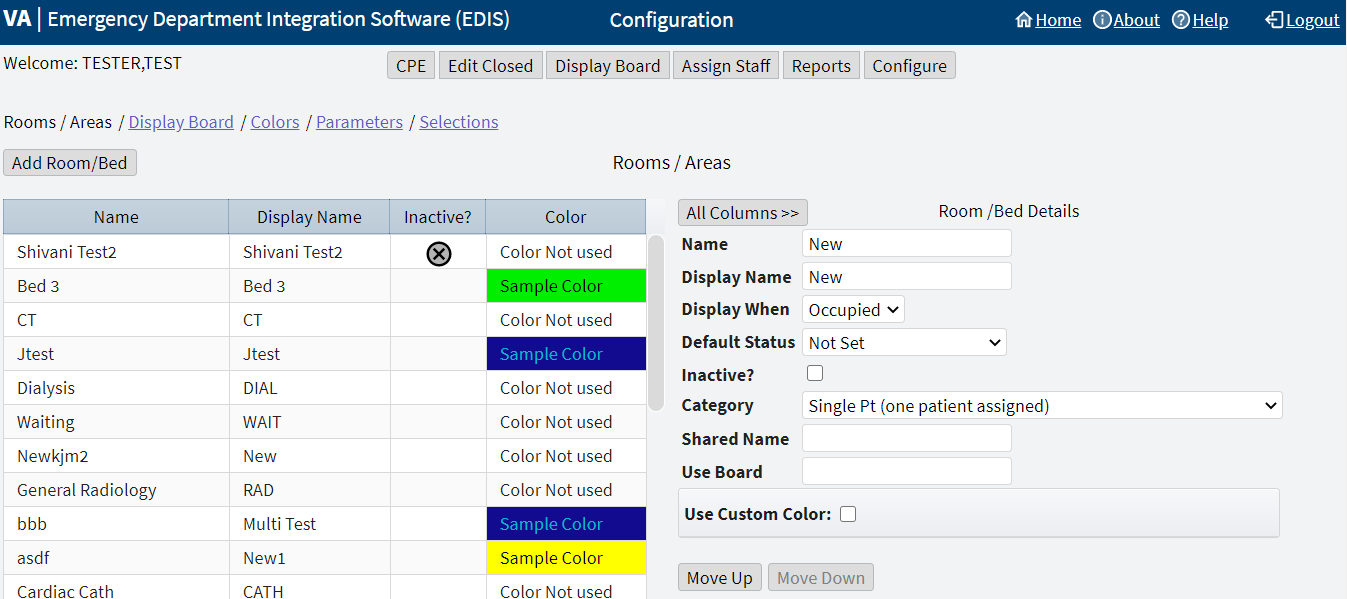 VA | Emergency Department Integration Software (EDIS) Configuration Home About Help Logout
Welcome: TESTER,TEST CPE Edit Closed Display Board Assign Staff Reports Configure
Rooms / Areas / Display Board / Colors / Parameters / Selections
Add Room/Bed Rooms / Areas
Name Display Name Inactive? Color
Shivani Test2 Shivani Test2 Color Not used
Bed 3 Bed 3 Sample Color
CT CT Color Not used
Jtest Jtest Sample Color
Dialysis DIAL Color Not used
Waiting WAIT Color Not used
Newkjm2 New Color Not used
General Radiology RAD Color Not used
bbb Multi Test Sample Color
asdf New1 Sample Color
Cardiac Cath CATH Color Not used
All Columns >> Room /Bed Details
Name New
Display Name New
Display When Occupied
Default Status Not Set
Inactive?
Category Single Pt (one patient assigned)
Shared Name
Use Board
Use Custom Color:
Move Up Move Down